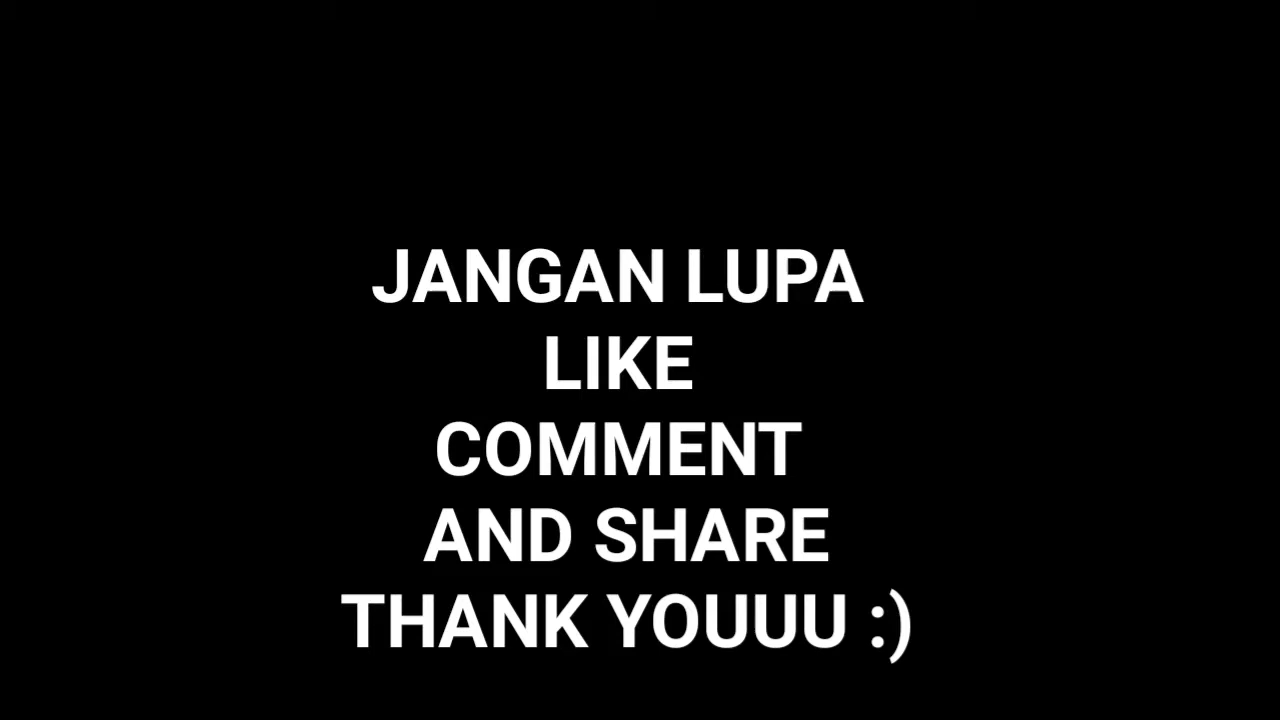 JANGAN LUPA
LIKE
COMMENT
AND SHARE
THANK YOUUU :)